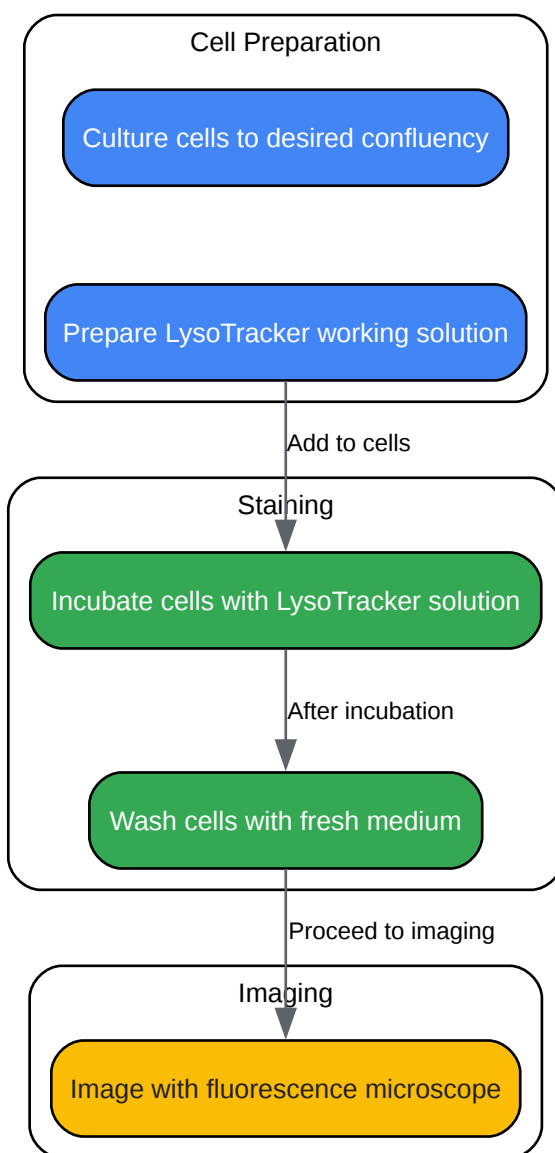 Cell Preparation
Culture cells to desired confluency
Prepare LysoTracker working solution
Add to cells
Staining
Incubate cells with LysoTracker solution
After incubation
Wash cells with fresh medium
Proceed to imaging
Imaging
Image with fluorescence microscope